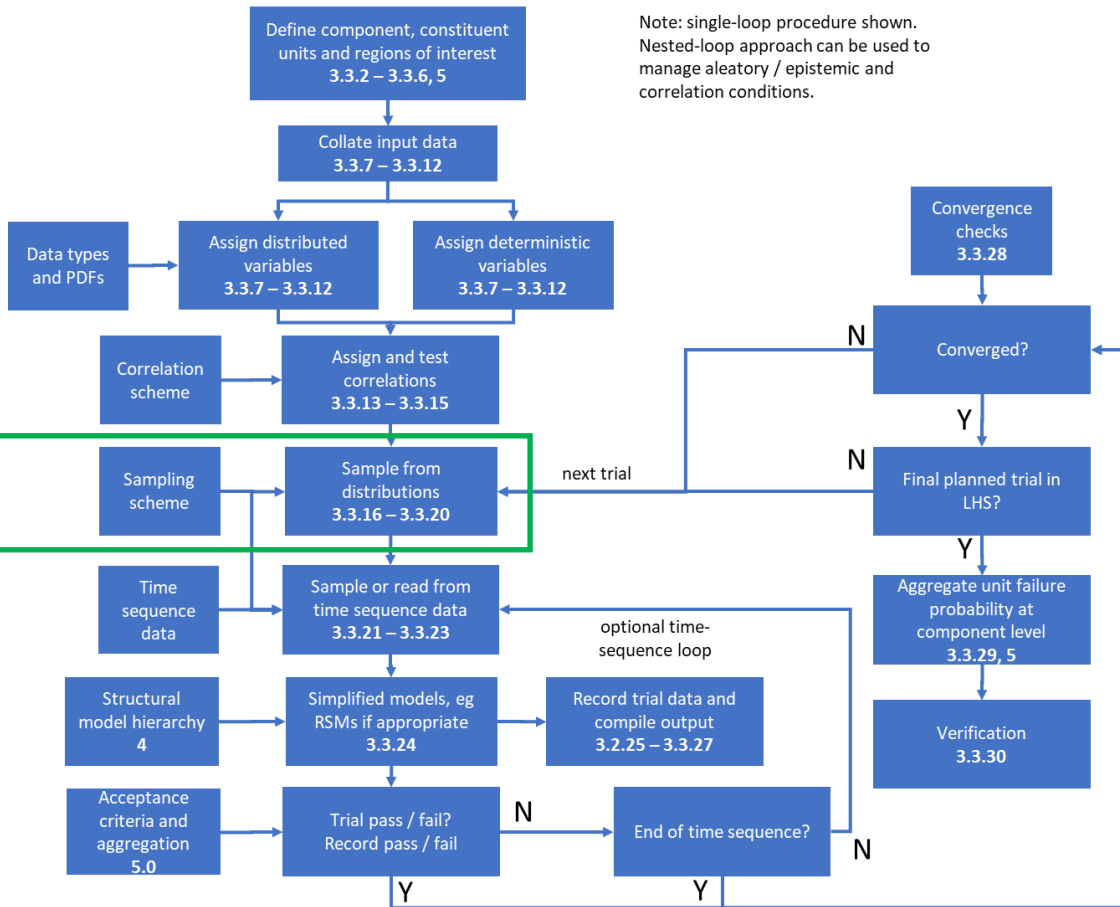 Define component, constituent
units and regions of interest
3.3.2 – 3.3.6, 5
Note: single-loop procedure shown.
Nested-loop approach can be used to
manage aleatory / epistemic and
correlation conditions.
Collate input data
3.3.7 – 3.3.12
Data types
and PDFs
Assign distributed
variables
3.3.7 – 3.3.12
Assign deterministic
variables
3.3.7 – 3.3.12
Convergence
checks
3.3.28
Correlation
scheme
Assign and test
correlations
3.3.13 – 3.3.15
N
Converged?
Y
Sampling
scheme
Sample from
distributions
3.3.16 – 3.3.20
next trial
N
Final planned trial in
LHS?
Y
Time
sequence
data
Sample or read from
time sequence data
3.3.21 – 3.3.23
optional time-
sequence loop
Aggregate unit failure
probability at
component level
3.3.29, 5
Structural
model hierarchy
4
Simplified models, eg
RSMs if appropriate
3.3.24
Record trial data and
compile output
3.2.25 – 3.3.27
Verification
3.3.30
Acceptance
criteria and
aggregation
5.0
Trial pass / fail?
Record pass / fail
N
End of time sequence?
N
Y
Y